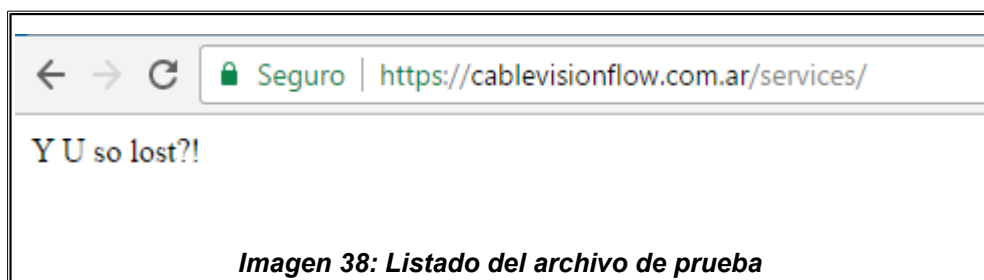 Seguro | https://cablevisionflow.com.ar/services/
Y U so lost?!
Imagen 38: Listado del archivo de prueba